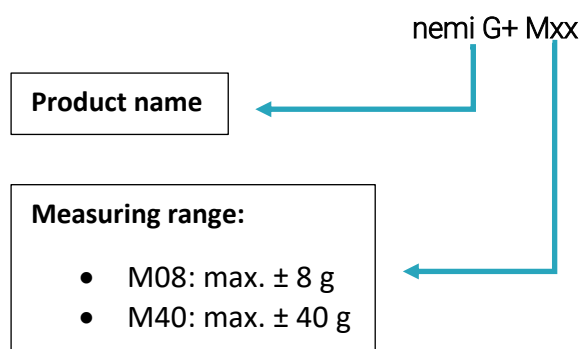 nemi G+ Mxx
Product name
Measuring range:
• M08: max. ± 8 g
• M40: max. ± 40 g